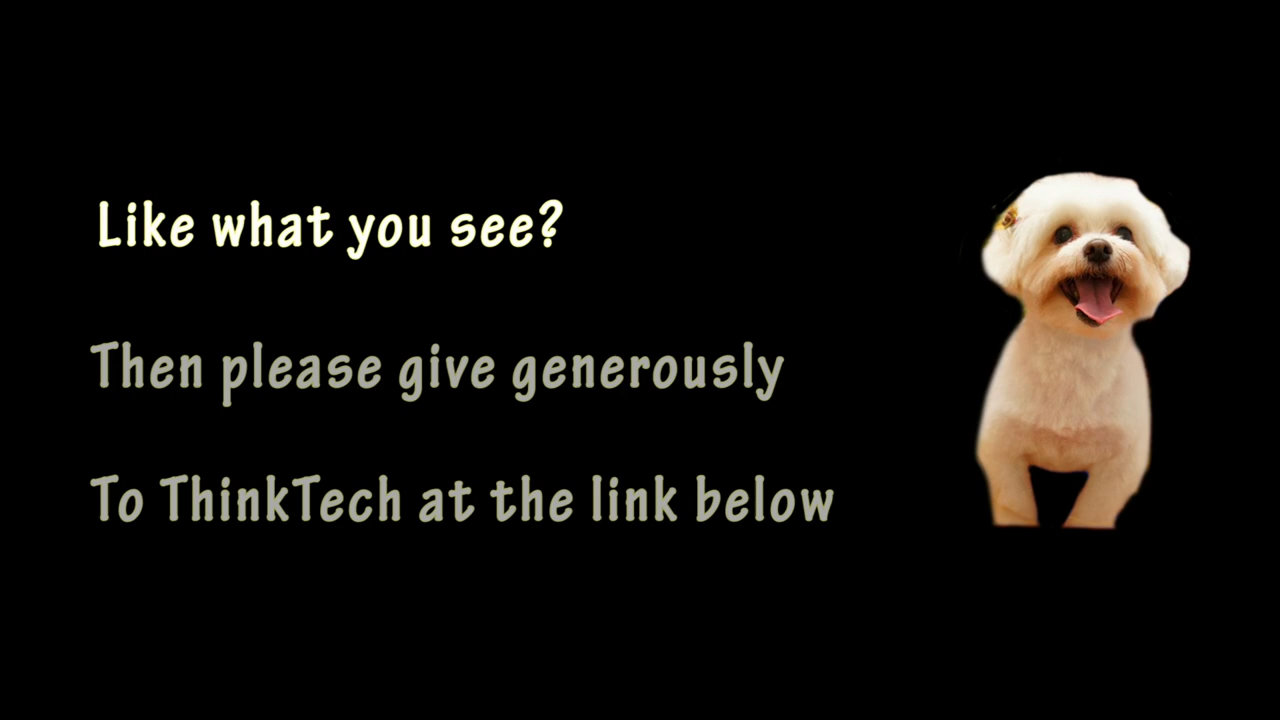 Like what you see?
Then please give generously
To ThinkTech at the link below